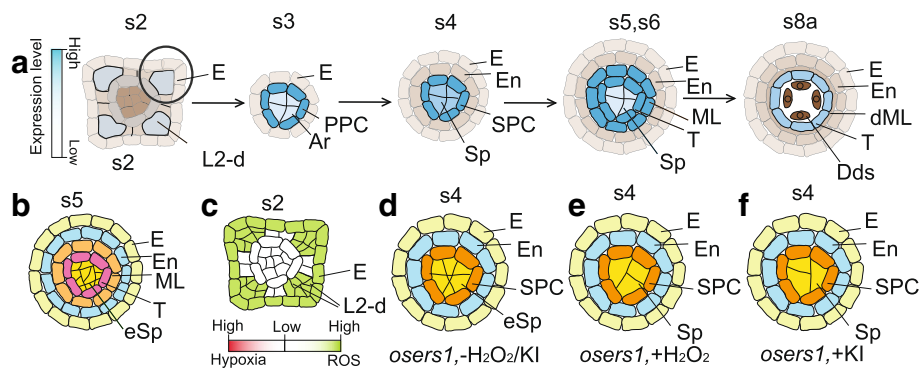 a
Expression level
High
Low
s2
E
L2-d
s2
s3
E
PPC
Ar
s4
E
En
SPC
Sp
s5,s6
E
En
ML
T
Sp
s8a
E
En
dML
T
Dds
b
s5
E
En
ML
T
eSp
c
s2
E
L2-d
High Low High
Hypoxia ROS
d
s4
E
En
SPC
eSp
osers1,-H₂O₂/KI
e
s4
E
En
SPC
Sp
osers1,+H₂O₂
f
s4
E
En
SPC
Sp
osers1,+KI